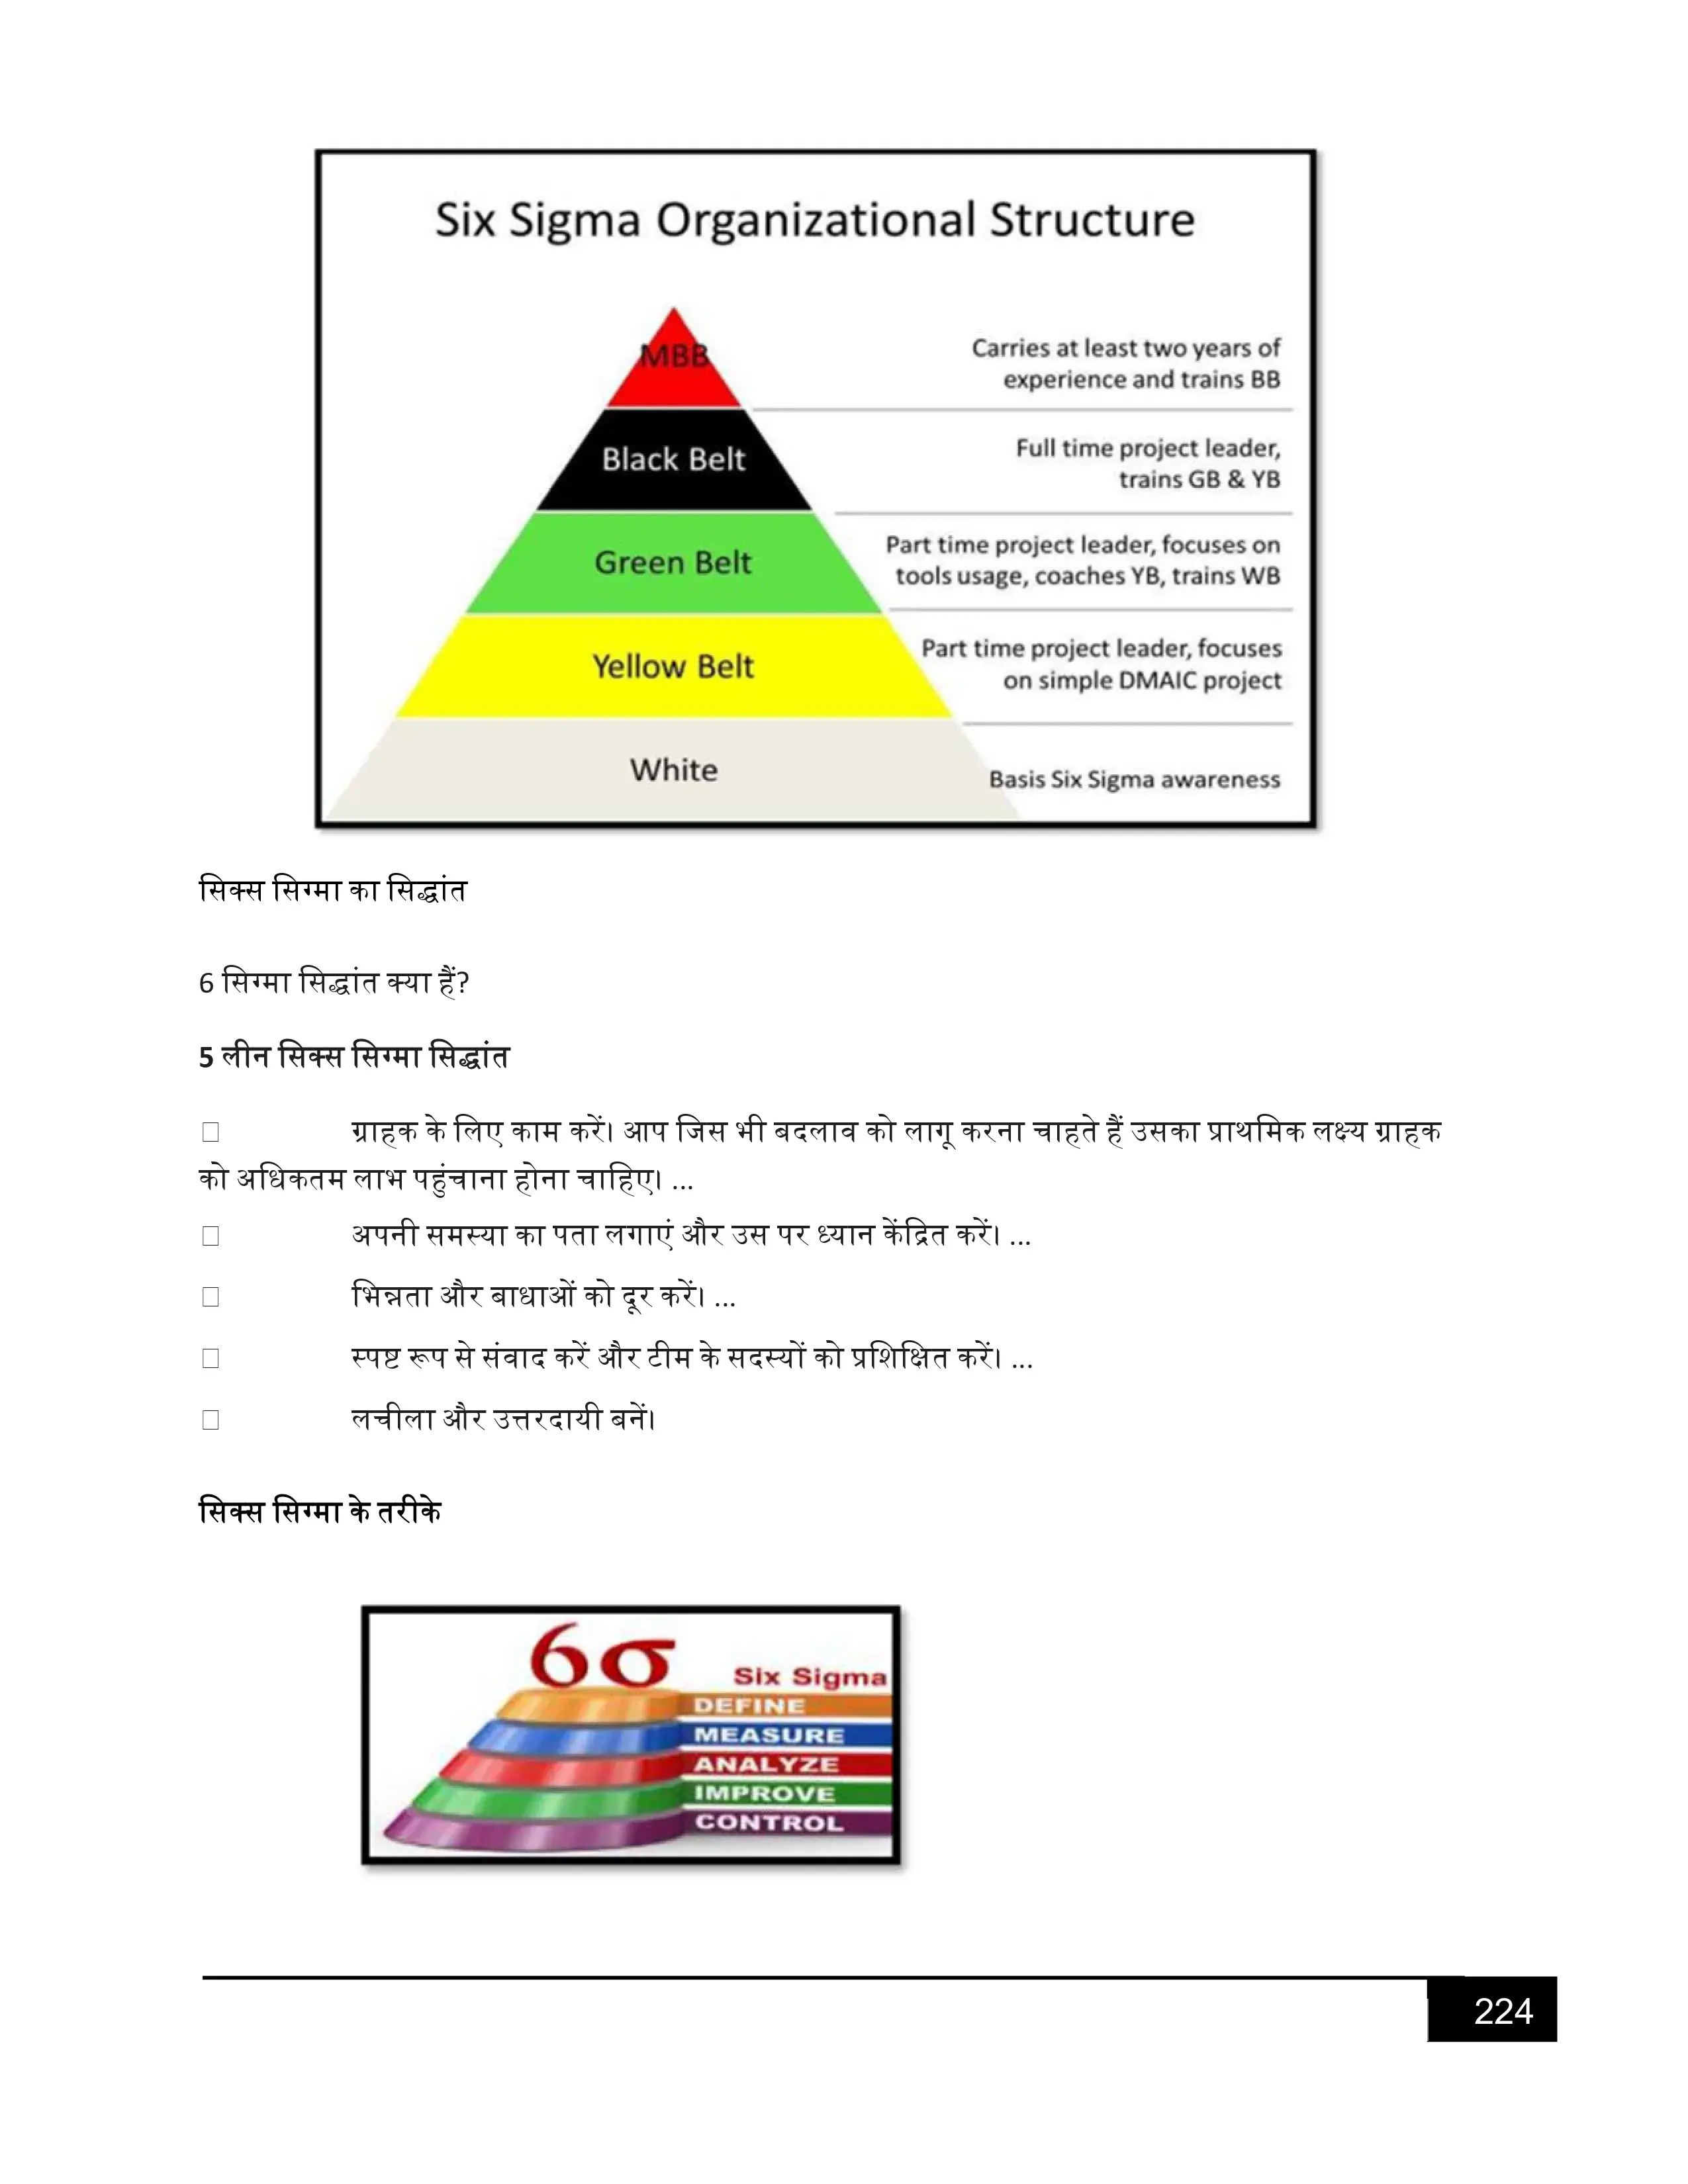 Six Sigma Organizational Structure
MBB
Carries at least two years of
experience and trains BB
Black Belt
Full time project leader,
trains GB & YB
Green Belt
Part time project leader, focuses on
tools usage, coaches YB, trains WB
Yellow Belt
Part time project leader, focuses
on simple DMAIC project
White
Basis Six Sigma awareness
सिक्स सिग्मा का सिद्धांत
6 सिग्मा सिद्धांत क्या हैं?
5 लीन सिक्स सिग्मा सिद्धांत
ग्राहक के लिए काम करें। आप जिस भी बदलाव को लागू करना चाहते हैं उसका प्राथमिक लक्ष्य ग्राहक
को अधिकतम लाभ पहुंचाना होना चाहिए। ...
अपनी समस्या का पता लगाएं और उस पर ध्यान केंद्रित करें। ...
भिन्नता और बाधाओं को दूर करें। ...
स्पष्ट रूप से संवाद करें और टीम के सदस्यों को प्रशिक्षित करें। ...
लचीला और उत्तरदायी बनें।
सिक्स सिग्मा के तरीके
6σ
Six Sigma
DEFINE
MEASURE
ANALYZE
IMPROVE
CONTROL
224